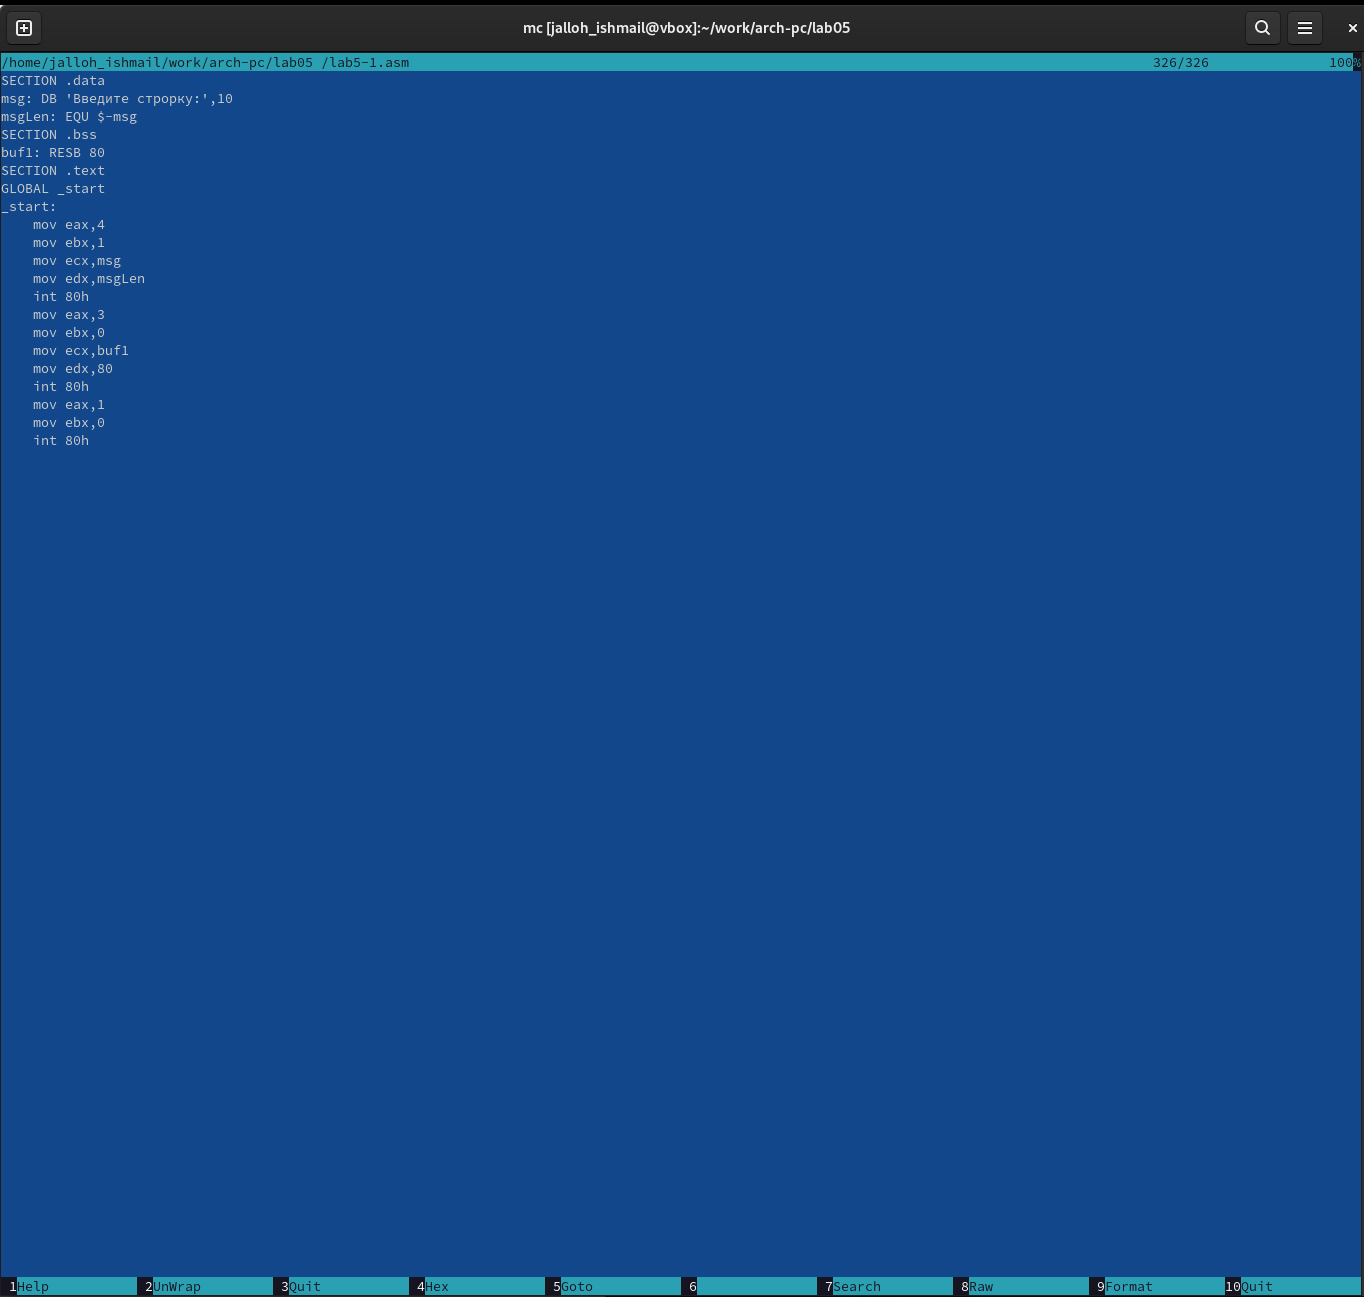 mc [jalloh_ishmail@vbox]:~/work/arch-pc/lab05
/home/jalloh_ishmail/work/arch-pc/lab05 /lab5-1.asm 326/326 100%
SECTION .data
msg: DB 'Введите строрку:',10
msgLen: EQU $-msg
SECTION .bss
buf1: RESB 80
SECTION .text
GLOBAL _start
_start:
    mov eax,4
    mov ebx,1
    mov ecx,msg
    mov edx,msgLen
    int 80h
    mov eax,3
    mov ebx,0
    mov ecx,buf1
    mov edx,80
    int 80h
    mov eax,1
    mov ebx,0
    int 80h
1Help 2UnWrap 3Quit 4Hex 5Goto 6 7Search 8Raw 9Format 10Quit